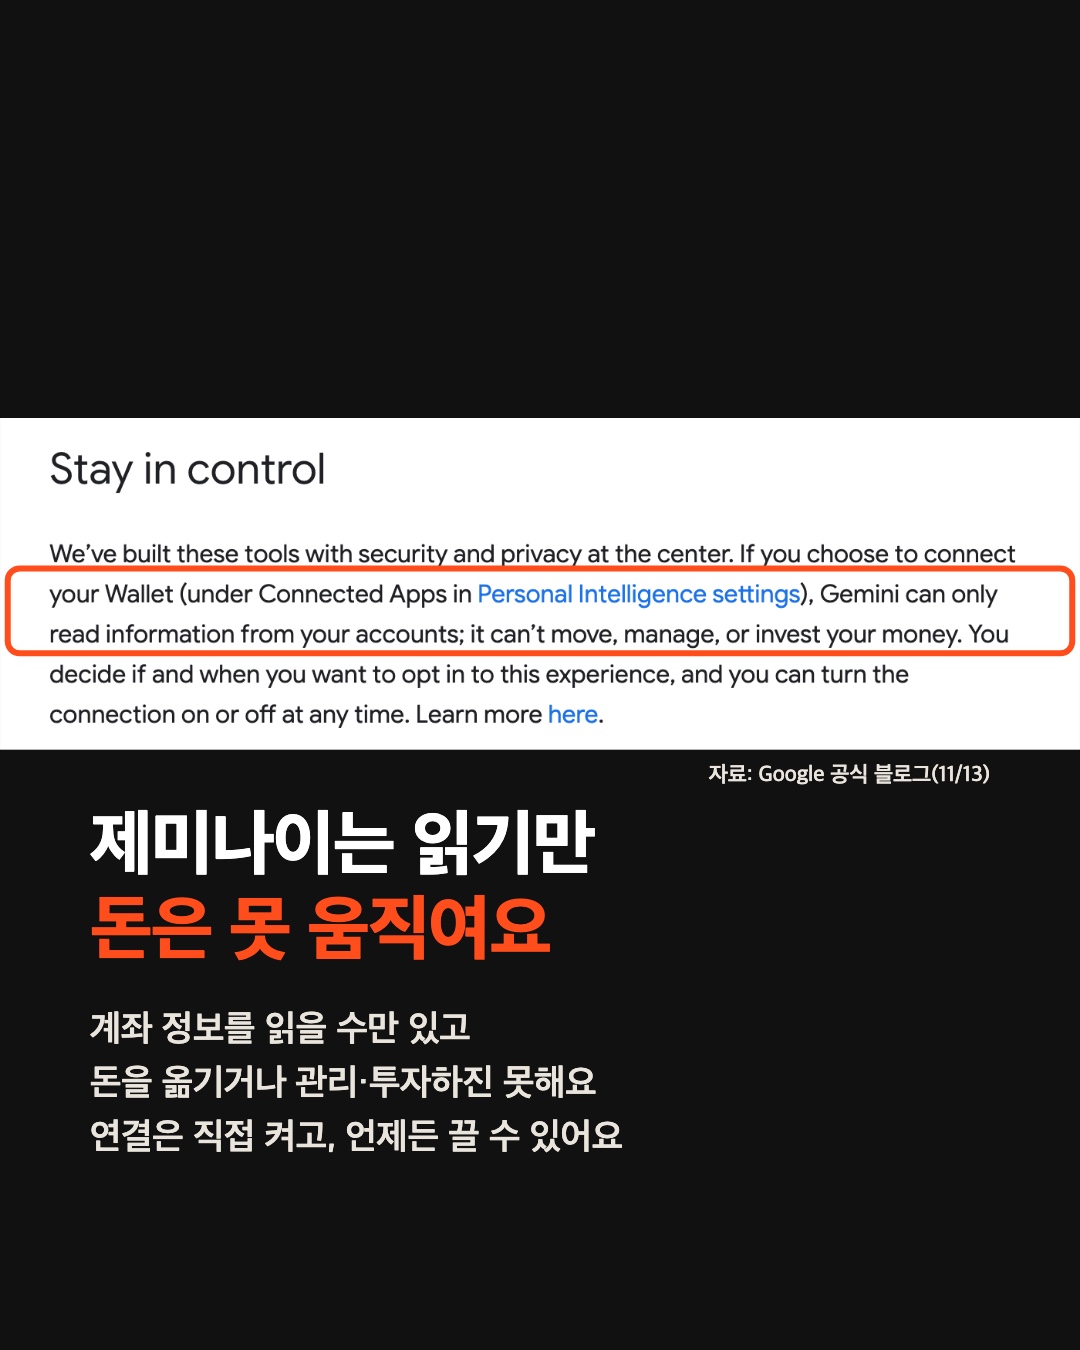 Stay in control
We’ve built these tools with security and privacy at the center. If you choose to connect
your Wallet (under Connected Apps in Personal Intelligence settings), Gemini can only
read information from your accounts; it can’t move, manage, or invest your money. You
decide if and when you want to opt in to this experience, and you can turn the
connection on or off at any time. Learn more here.
자료: Google 공식 블로그(11/13)
제미나이는 읽기만
돈은 못 움직여요
계좌 정보를 읽을 수만 있고
돈을 옮기거나 관리·투자하진 못해요
연결은 직접 켜고, 언제든 끌 수 있어요